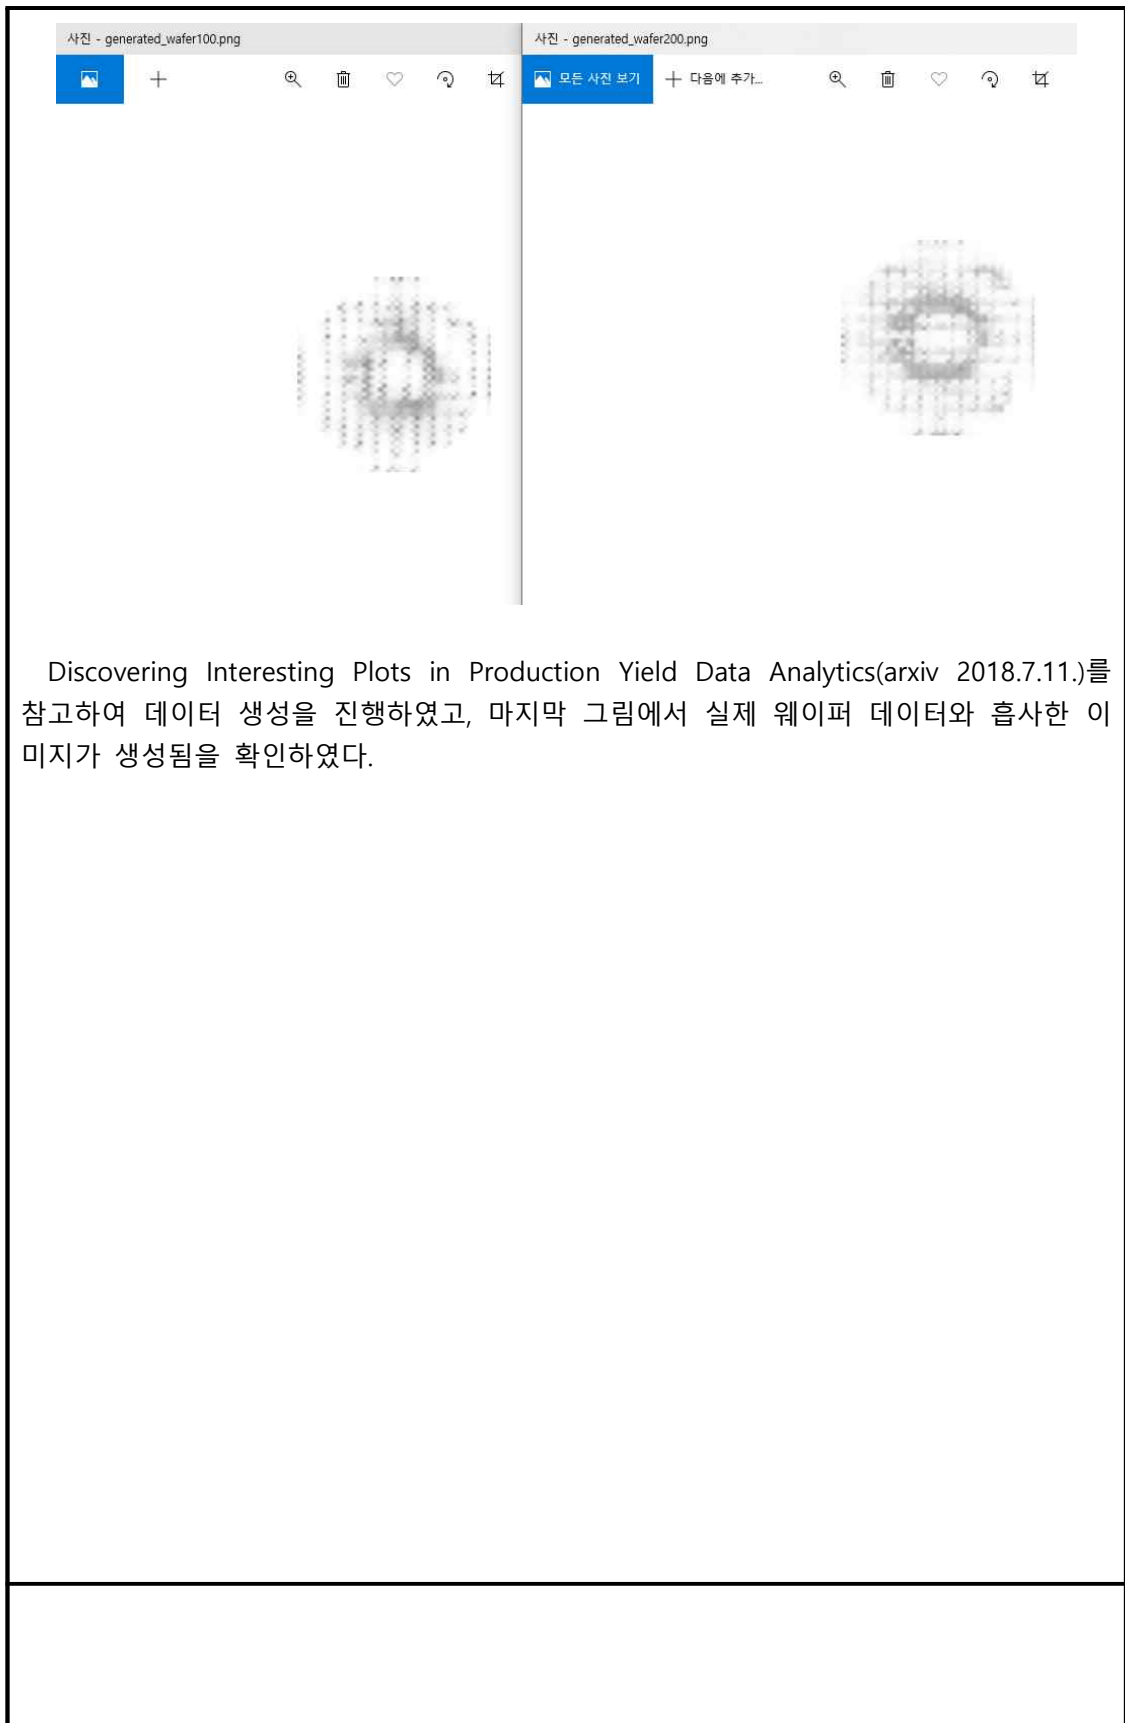 사진 - generated_wafer100.png
사진 - generated_wafer200.png
모든 사진 보기
다음에 추가...
Discovering Interesting Plots in Production Yield Data Analytics(arxiv 2018.7.11.)를
참고하여 데이터 생성을 진행하였고, 마지막 그림에서 실제 웨이퍼 데이터와 흡사한 이
미지가 생성됨을 확인하였다.